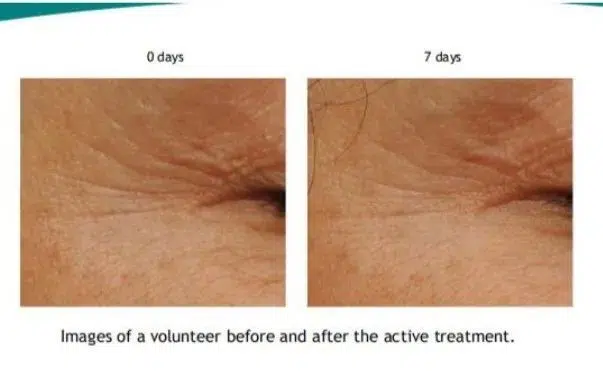 0 days
7 days
Images of a volunteer before and after the active treatment.